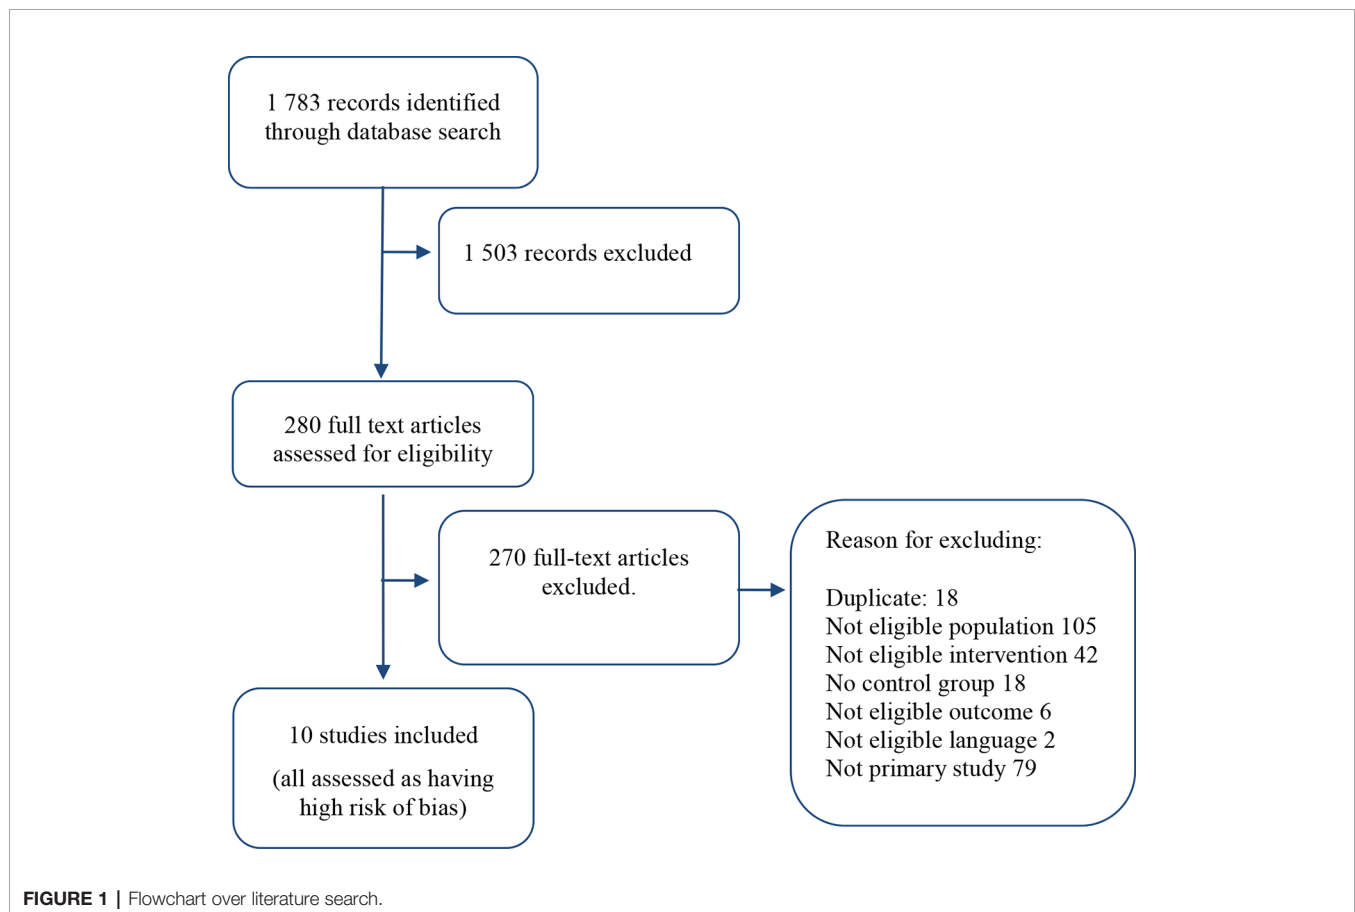 1 783 records identified
through database search
1 503 records excluded
280 full text articles
assessed for eligibility
270 full-text articles
excluded.
Reason for excluding:
Duplicate: 18
Not eligible population 105
Not eligible intervention 42
No control group 18
Not eligible outcome 6
Not eligible language 2
Not primary study 79
10 studies included
(all assessed as having
high risk of bias)
FIGURE 1 | Flowchart over literature search.